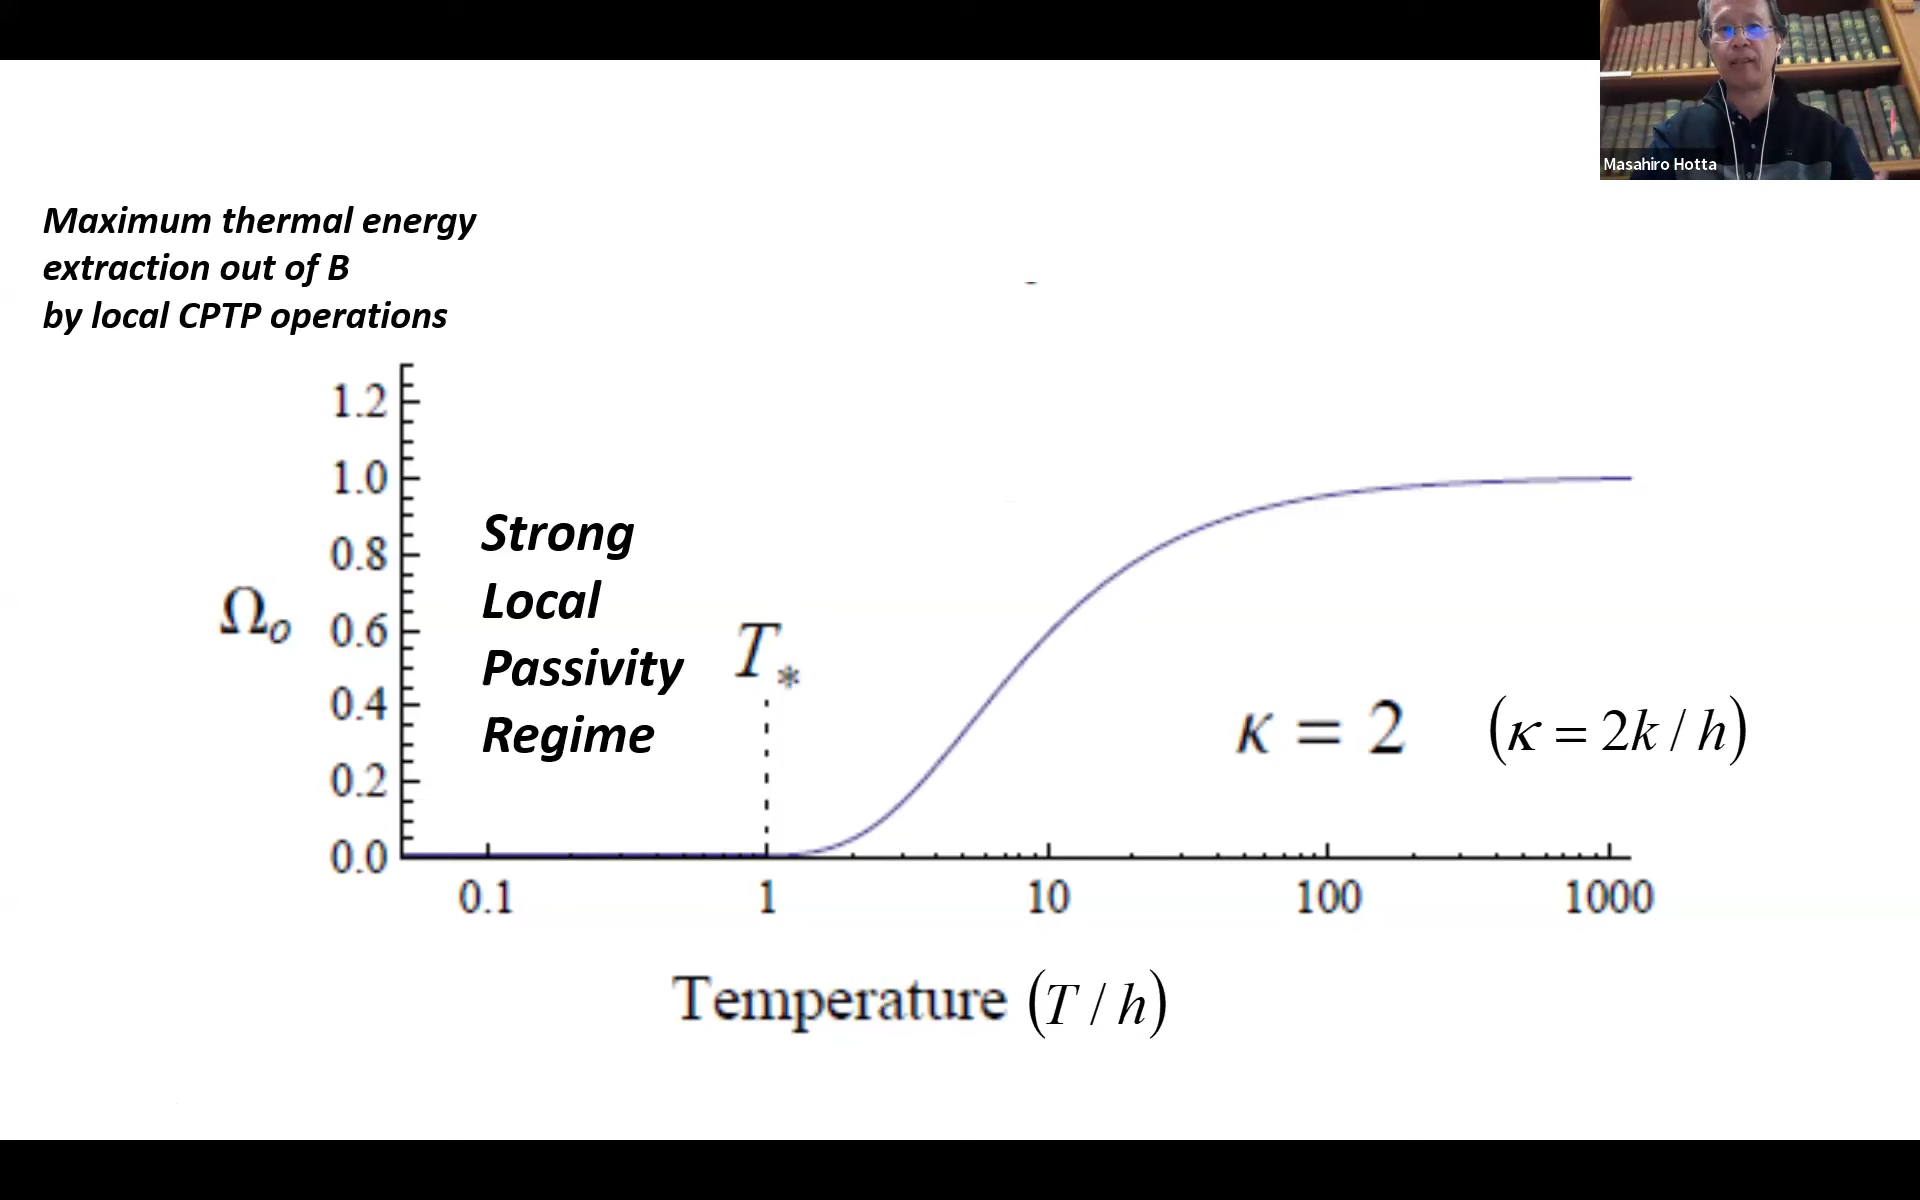 Masahiro Hotta
Maximum thermal energy
extraction out of B
by local CPTP operations
1.2
1.0
0.8
0.6
0.4
0.2
0.0
Ωo
Strong
Local
Passivity
Regime
T*
κ = 2 (κ = 2k / h)
0.1 1 10 100 1000
Temperature (T / h)